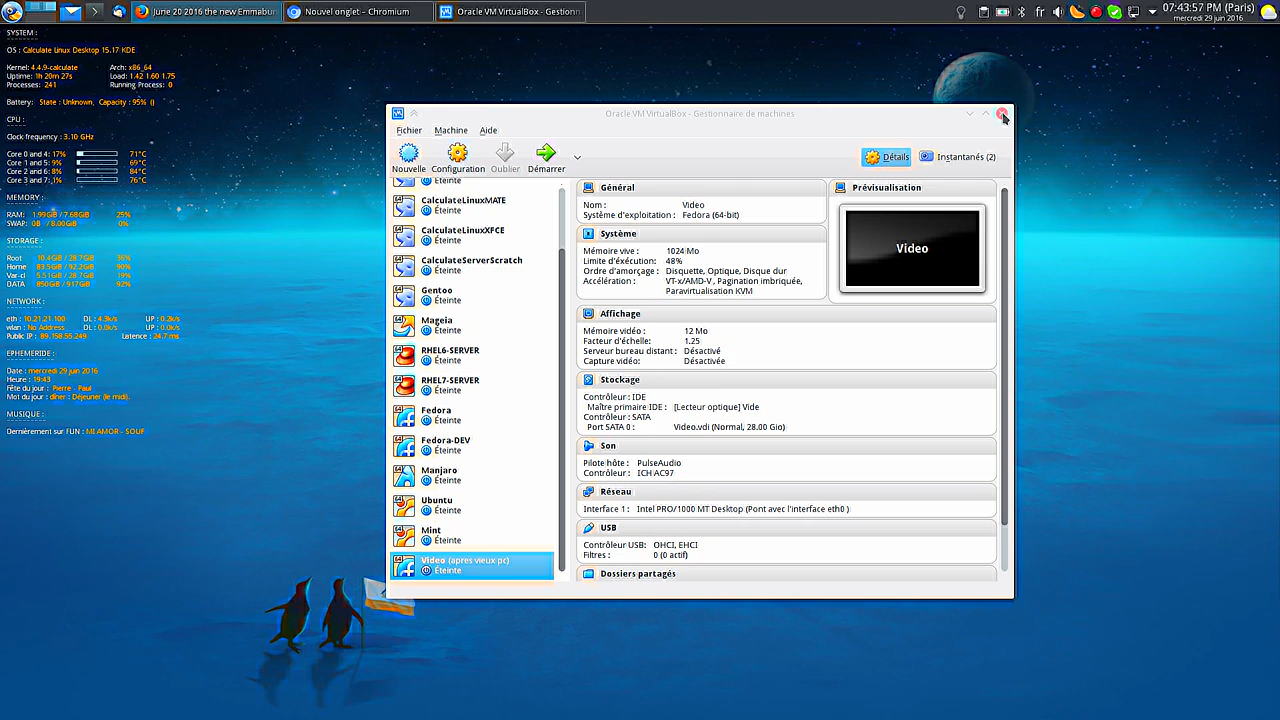 June 20 2016 the new Emmabun
Nouvel onglet - Chromium
Oracle VM VirtualBox - Gestionn
fr
07:43:57 PM (Paris)
mercredi 29 juin 2016
SYSTEM :
OS : Calculate Linux Desktop 15.17 KDE
Kernel: 4.4.9-calculate Arch: x86_64
Uptime: 1h 20m 27s Load: 1.42 1.60 1.75
Processes: 241 Running Process: 0
Battery: State : Unknown, Capacity : 95% ()
CPU :
Clock frequency : 3.10 GHz
Core 0 and 4: 17% 71°C
Core 1 and 5: 9% 69°C
Core 2 and 6: 8% 84°C
Core 3 and 7: 1% 76°C
MEMORY :
RAM: 1.99GiB / 7.68GiB 25%
SWAP: 0B / 8.00GiB 0%
STORAGE :
Root 10.4GiB / 28.7GiB 36%
Home 83.5GiB / 92.2GiB 90%
Var-cl 5.51GiB / 28.7GiB 19%
DATA 850GiB / 917GiB 92%
NETWORK :
eth : 10.21.21.100 DL : 4.3k/s UP : 0.2k/s
wlan : No Address DL : 0.0k/s UP : 0.0k/s
Public IP : 89.158.55.249 Latence : 24.7 ms
EPHEMERIDE :
Date : mercredi 29 juin 2016
Heure : 19:43
Fête du jour : Pierre - Paul
Mot du jour : dîner : Déjeuner (le midi).
MUSIQUE :
Dernièrement sur FUN : MI AMOR - SOUF
Oracle VM VirtualBox - Gestionnaire de machines
Fichier Machine Aide
Nouvelle Configuration Oublier Démarrer
Détails Instantanés (2)
Éteinte
CalculateLinuxMATE
Éteinte
CalculateLinuxXFCE
Éteinte
CalculateServerScratch
Éteinte
Gentoo
Éteinte
Mageia
Éteinte
RHEL6-SERVER
Éteinte
RHEL7-SERVER
Éteinte
Fedora
Éteinte
Fedora-DEV
Éteinte
Manjaro
Éteinte
Ubuntu
Éteinte
Mint
Éteinte
Video (apres vieux pc)
Éteinte
Général
Nom : Video
Système d'exploitation : Fedora (64-bit)
Système
Mémoire vive : 1024 Mo
Limite d'exécution: 48%
Ordre d'amorçage : Disquette, Optique, Disque dur
Accélération : VT-x/AMD-V, Pagination imbriquée,
Paravirtualisation KVM
Prévisualisation
Video
Affichage
Mémoire vidéo : 12 Mo
Facteur d'échelle: 1.25
Serveur bureau distant : Désactivé
Capture vidéo: Désactivée
Stockage
Contrôleur : IDE
Maître primaire IDE : [Lecteur optique] Vide
Contrôleur : SATA
Port SATA 0 : Video.vdi (Normal, 28.00 Gio)
Son
Pilote hôte : PulseAudio
Contrôleur : ICH AC97
Réseau
Interface 1 : Intel PRO/1000 MT Desktop (Pont avec l'interface eth0 )
USB
Contrôleur USB: OHCI, EHCI
Filtres : 0 (0 actif)
Dossiers partagés